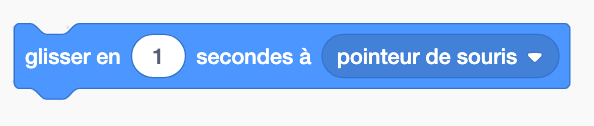 glisser en 1 secondes à pointeur de souris